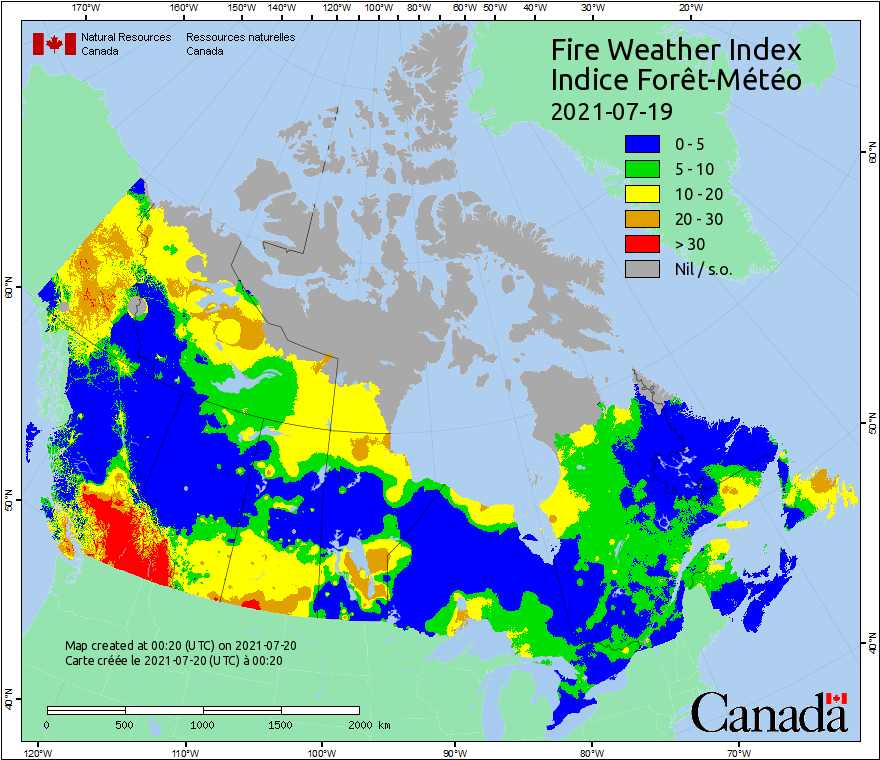 170°W 160°W 150°W 140°W 130°W 120°W 110°W 100°W 90°W 80°W 70°W 60°W 50°W 40°W 30°W 20°W
Natural Resources Ressources naturelles
Canada Canada
Fire Weather Index
Indice Forêt-Météo
2021-07-19
0 - 5
5 - 10
10 - 20
20 - 30
> 30
Nil / s.o.
60°N
60°N
50°N
50°N
40°N
40°N
Map created at 00:20 (UTC) on 2021-07-20
Carte créée le 2021-07-20 (UTC) à 00:20
0 500 1000 1500 2000 km
Canada
120°W 110°W 100°W 90°W 80°W 70°W